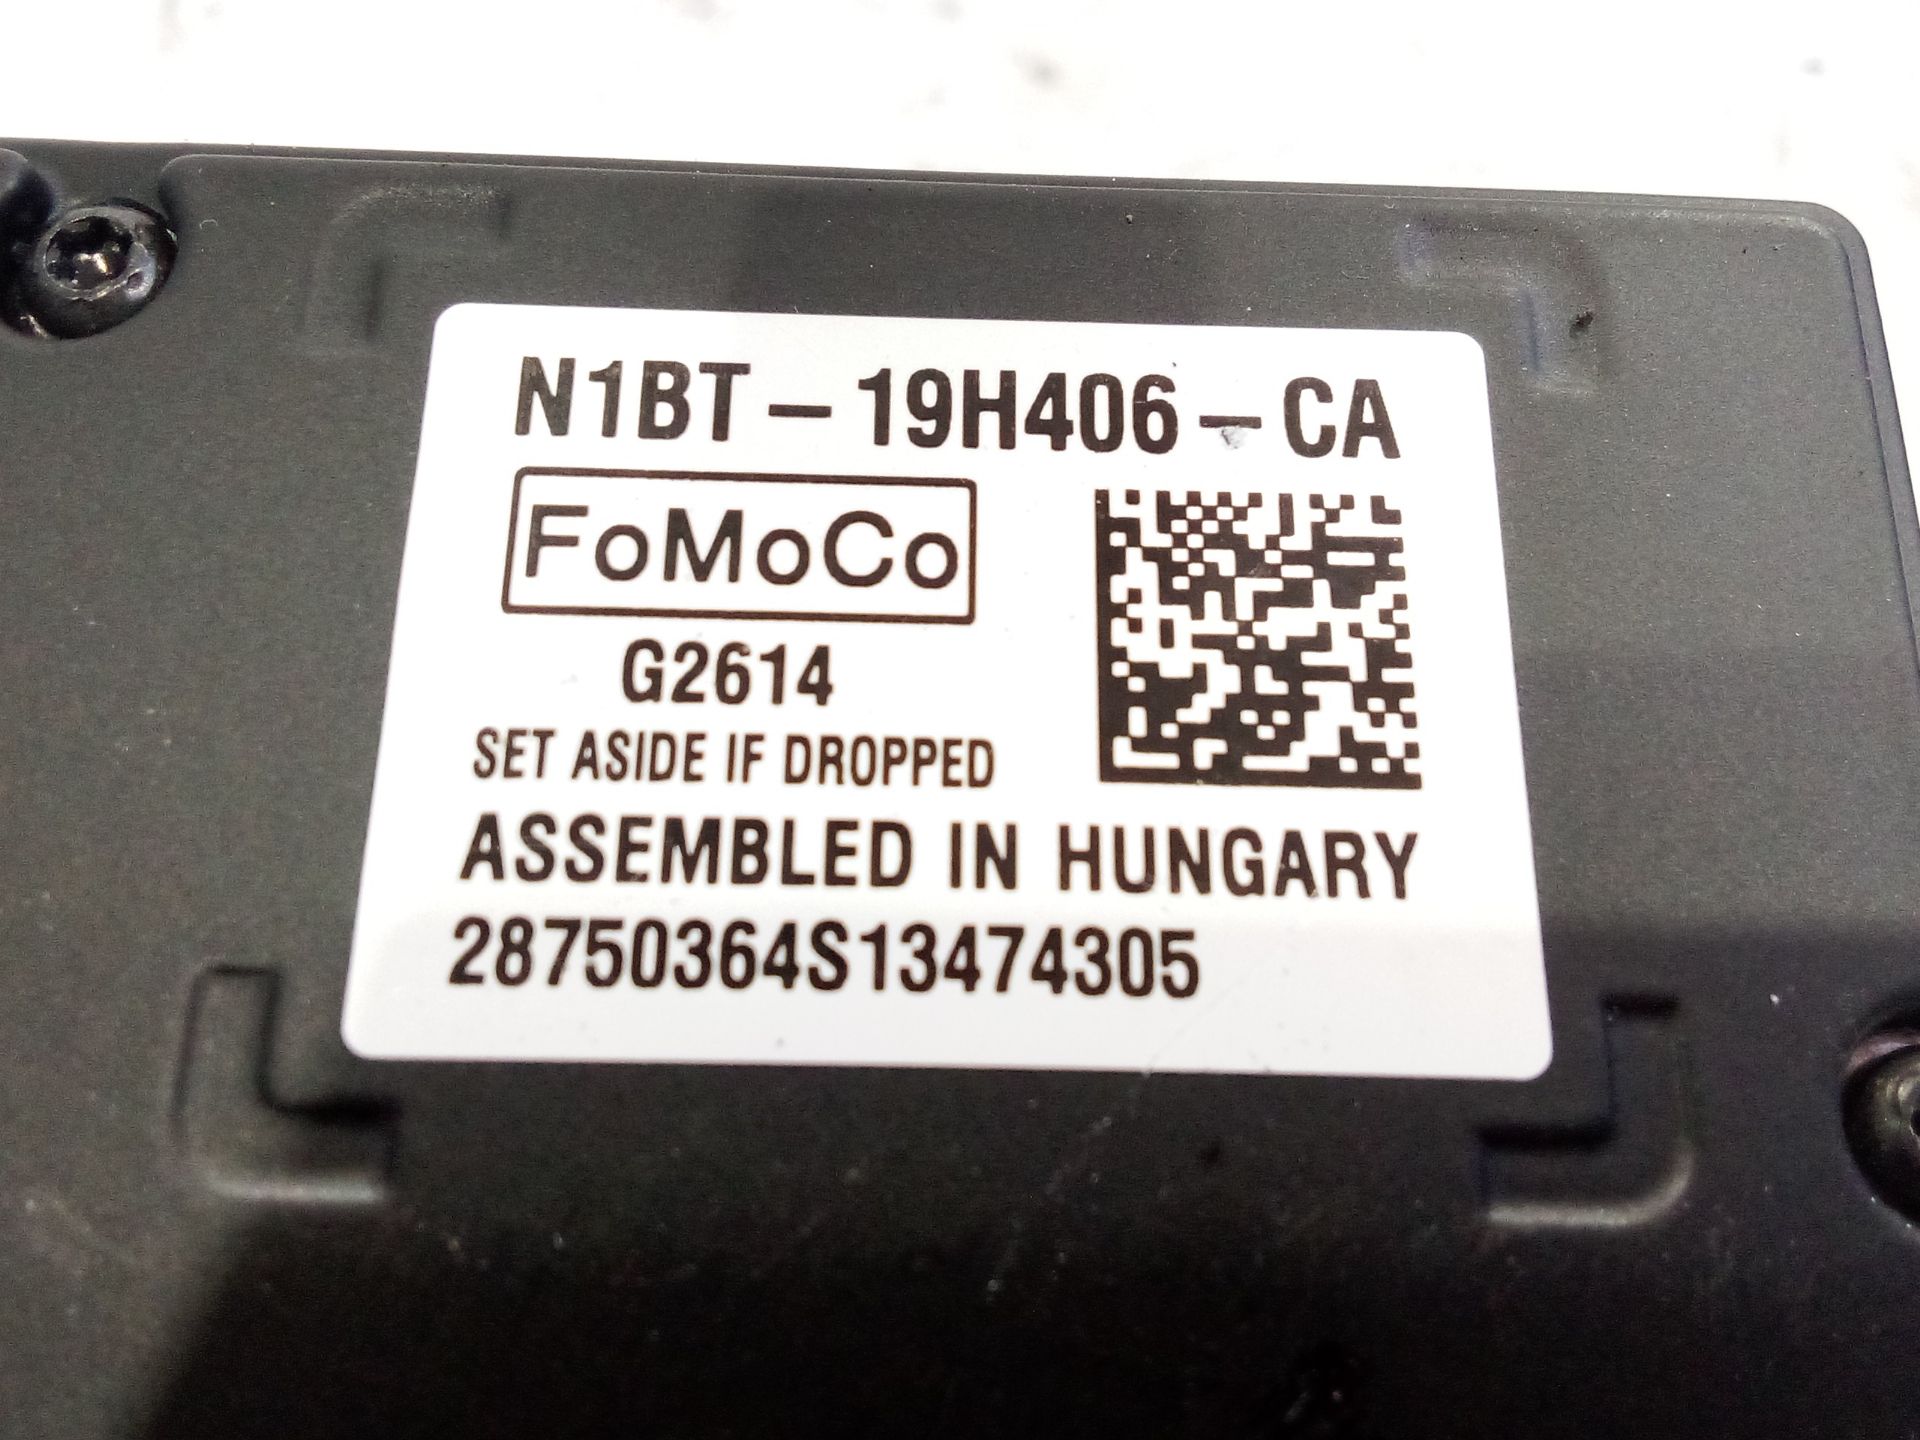 N1BT-19H406-CA
FoMoCo
G2614
SET ASIDE IF DROPPED
ASSEMBLED IN HUNGARY
28750364S13474305